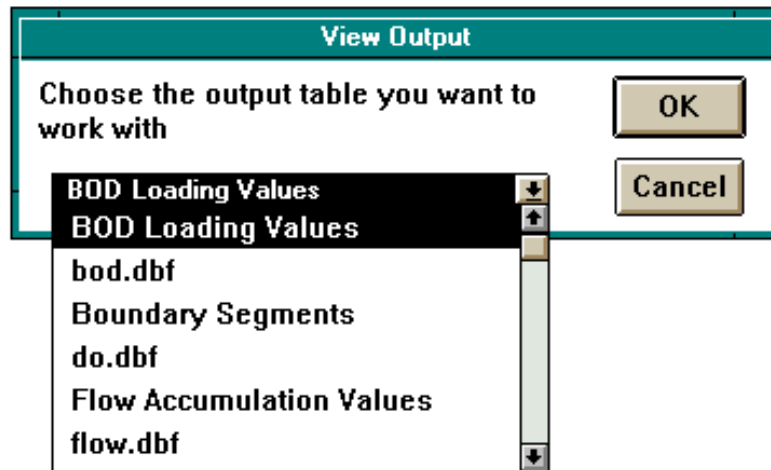 View Output
Choose the output table you want to
work with
OK
Cancel
BOD Loading Values
BOD Loading Values
bod.dbf
Boundary Segments
do.dbf
Flow Accumulation Values
flow.dbf